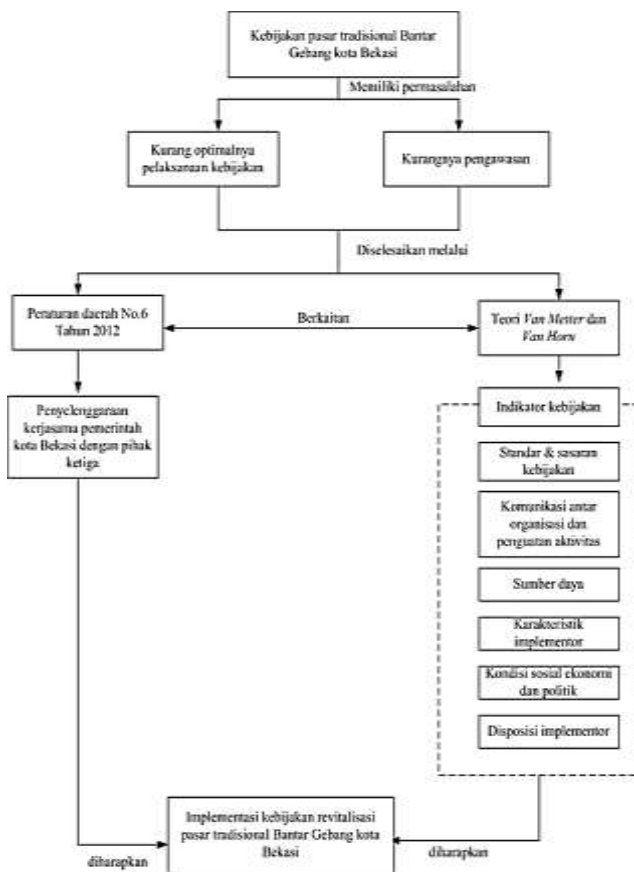 Kebijakan pasar tradisional Bantar
Gebang kota Bekasi
Memiliki permasalahan
Kurang optimalnya
pelaksanaan kebijakan
Kurangnya pengawasan
Diselesaikan melalui
Peraturan daerah No.6
Tahun 2012
Berkaitan
Teori Van Metter dan
Van Horn
Penyelenggaraan
kerjasama pemerintah
kota Bekasi dengan pihak
ketiga
Indikator kebijakan
Standar & sasaran
kebijakan
Komunikasi antar
organisasi dan
penguatan aktivitas
Sumber daya
Karakteristik
implementor
Kondisi sosial ekonomi
dan politik
Disposisi implementor
Implementasi kebijakan revitalisasi
pasar tradisional Bantar Gebang kota
Bekasi
diharapkan
diharapkan